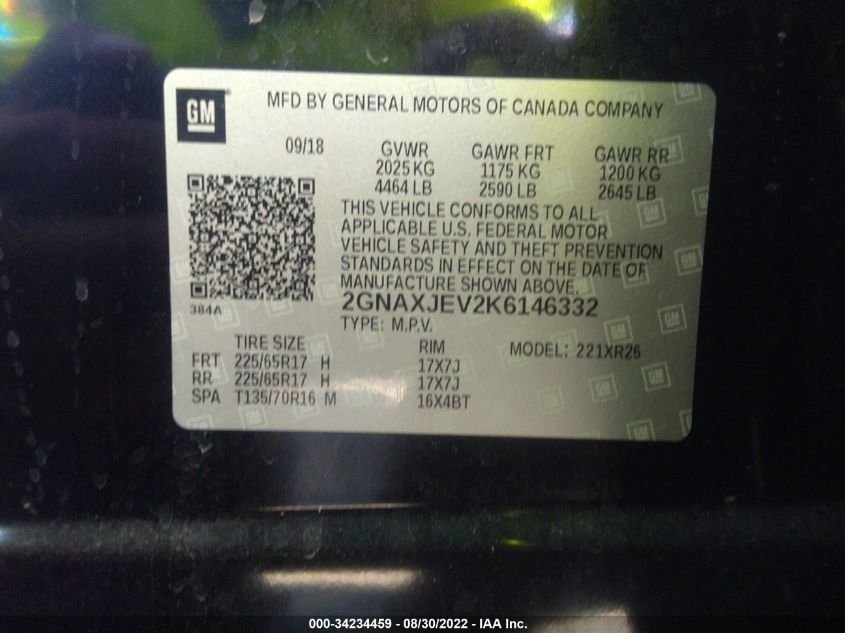 GM
MFD BY GENERAL MOTORS OF CANADA COMPANY
09/18 GVWR GAWR FRT GAWR RR
2025 KG 1175 KG 1200 KG
4464 LB 2590 LB 2645 LB
THIS VEHICLE CONFORMS TO ALL
APPLICABLE U.S. FEDERAL MOTOR
VEHICLE SAFETY AND THEFT PREVENTION
STANDARDS IN EFFECT ON THE DATE OF
MANUFACTURE SHOWN ABOVE.
384A
2GNAXJEV2K6146332
TYPE: M.P.V.
TIRE SIZE RIM MODEL: 221XR26
FRT 225/65R17 H 17X7J
RR 225/65R17 H 17X7J
SPA T135/70R16 M 16X4BT
000-34234459 - 08/30/2022 - IAA Inc.